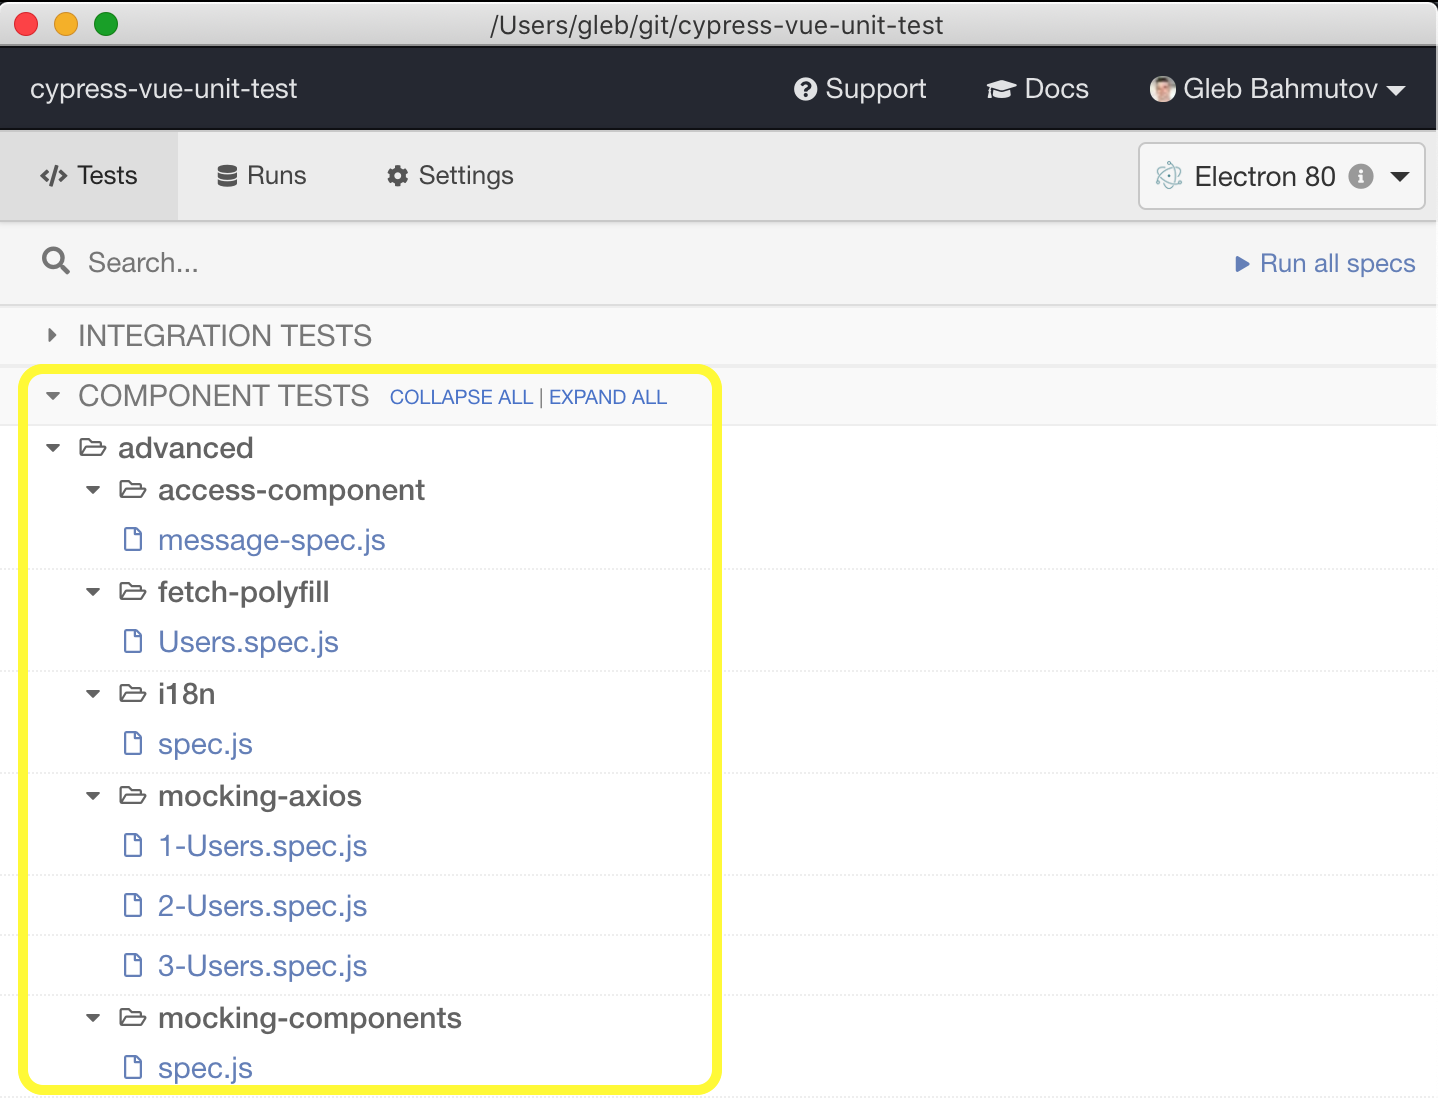 /Users/gleb/git/cypress-vue-unit-test
cypress-vue-unit-test Support Docs Gleb Bahmutov
Tests Runs Settings Electron 80
Search... Run all specs
INTEGRATION TESTS
COMPONENT TESTS COLLAPSE ALL | EXPAND ALL
advanced
access-component
message-spec.js
fetch-polyfill
Users.spec.js
i18n
spec.js
mocking-axios
1-Users.spec.js
2-Users.spec.js
3-Users.spec.js
mocking-components
spec.js